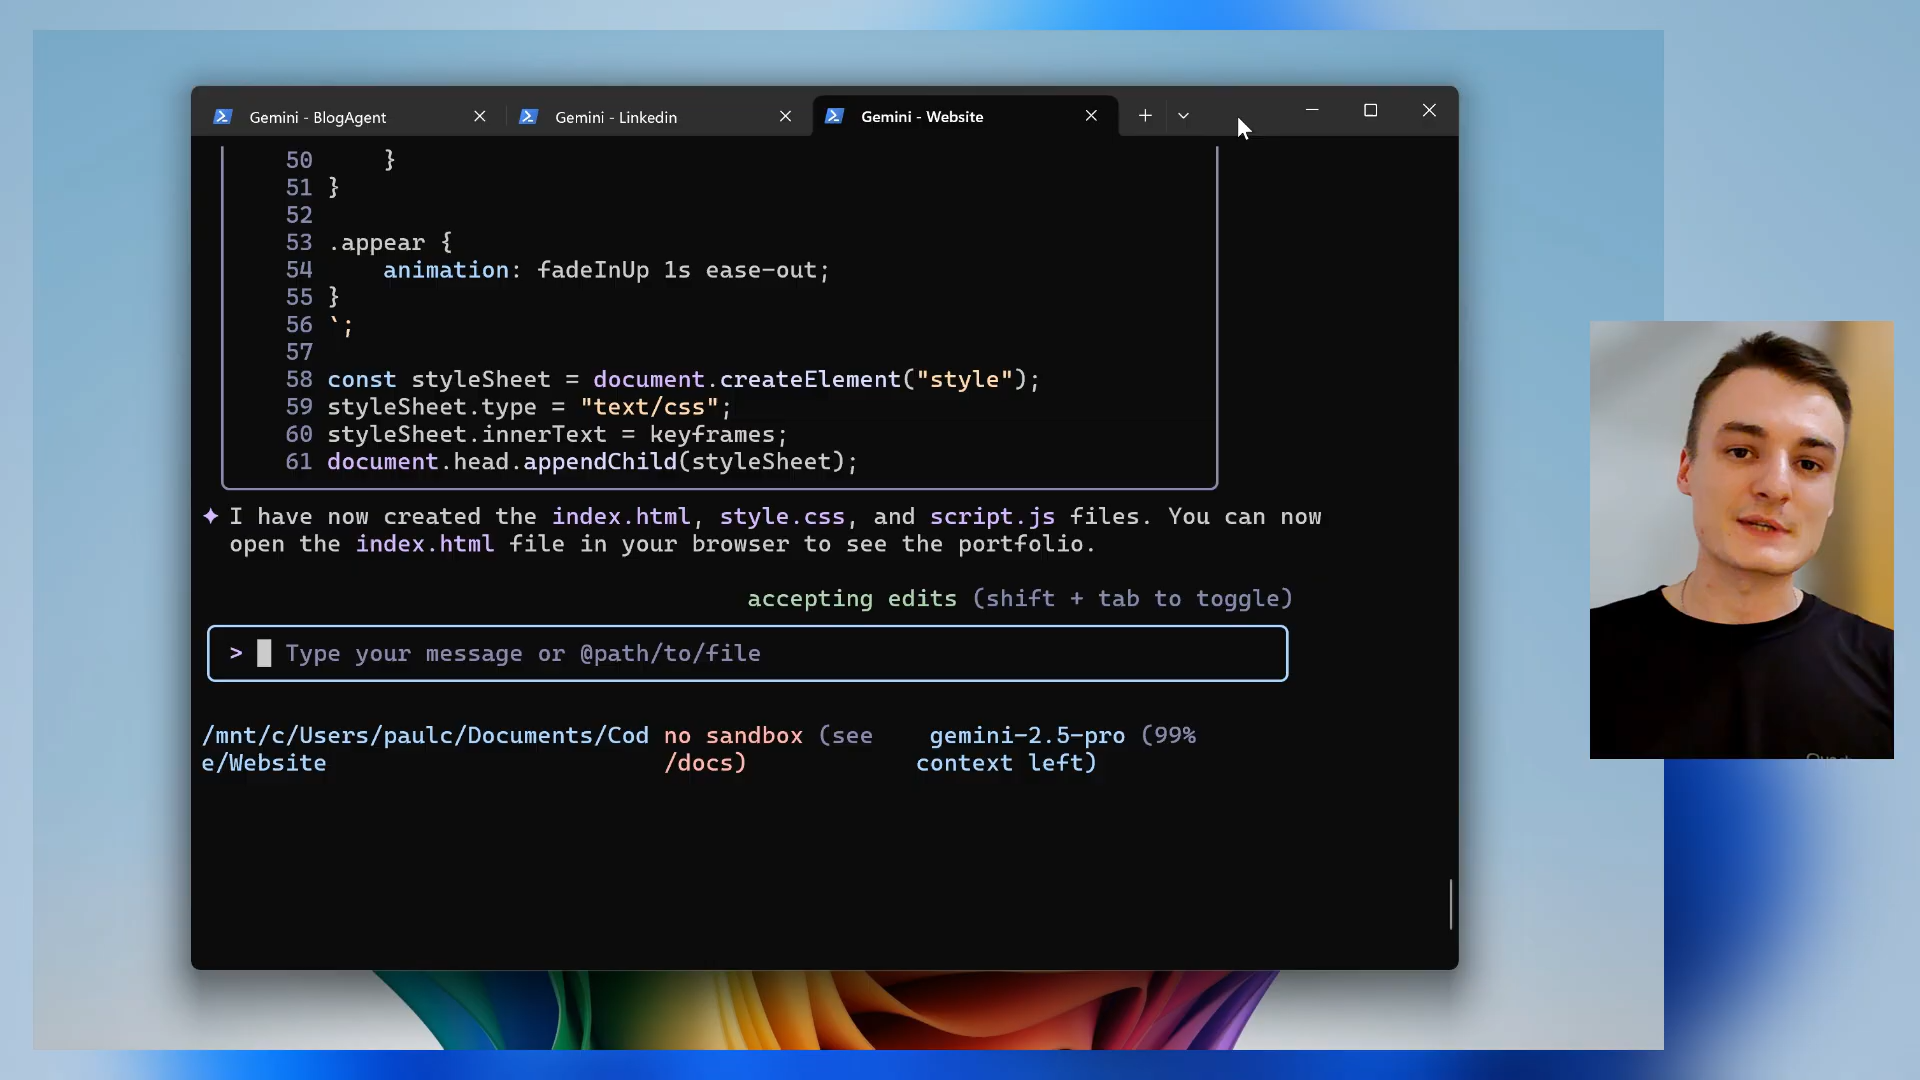 Gemini - BlogAgent
Gemini - Linkedin
Gemini - Website
50     }
51 }
52
53 .appear {
54     animation: fadeInUp 1s ease-out;
55 }
56 `;
57
58 const styleSheet = document.createElement("style");
59 styleSheet.type = "text/css";
60 styleSheet.innerText = keyframes;
61 document.head.appendChild(styleSheet);
✦ I have now created the index.html, style.css, and script.js files. You can now
open the index.html file in your browser to see the portfolio.
accepting edits (shift + tab to toggle)
> Type your message or @path/to/file
/mnt/c/Users/paulc/Documents/Cod no sandbox (see gemini-2.5-pro (99%
e/Website /docs) context left)